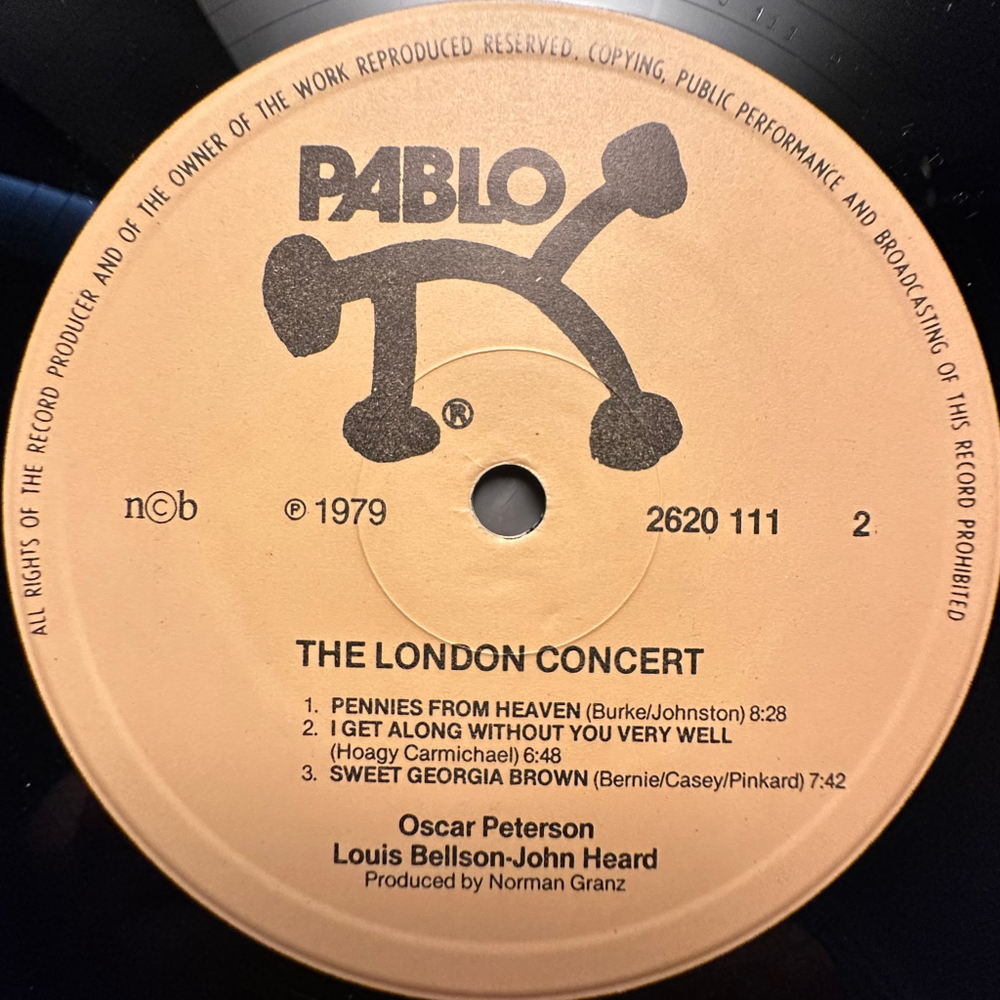 ALL RIGHTS OF THE RECORD PRODUCER AND OF THE OWNER OF THE WORK REPRODUCED RESERVED. COPYING, PUBLIC PERFORMANCE AND BROADCASTING OF THIS RECORD PROHIBITED
PABLO
®
n©b ℗ 1979 2620 111 2
THE LONDON CONCERT
1. PENNIES FROM HEAVEN (Burke/Johnston) 8:28
2. I GET ALONG WITHOUT YOU VERY WELL
(Hoagy Carmichael) 6:48
3. SWEET GEORGIA BROWN (Bernie/Casey/Pinkard) 7:42
Oscar Peterson
Louis Bellson-John Heard
Produced by Norman Granz